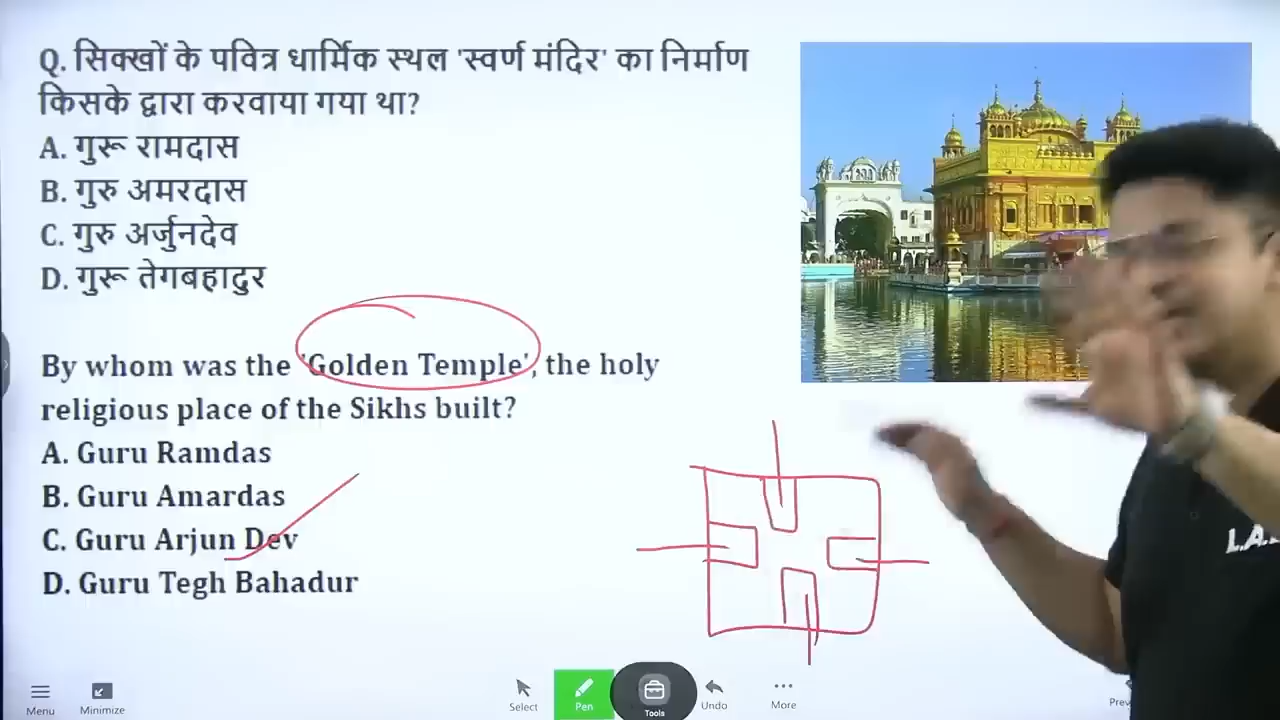 Q. सिक्खों के पवित्र धार्मिक स्थल 'स्वर्ण मंदिर' का निर्माण
किसके द्वारा करवाया गया था?
A. गुरू रामदास
B. गुरु अमरदास
C. गुरु अर्जुनदेव
D. गुरू तेगबहादुर
By whom was the 'Golden Temple', the holy
religious place of the Sikhs built?
A. Guru Ramdas
B. Guru Amardas
C. Guru Arjun Dev
D. Guru Tegh Bahadur
L.A.
Menu
Minimize
Select
Pen
Tools
Undo
More
Prev